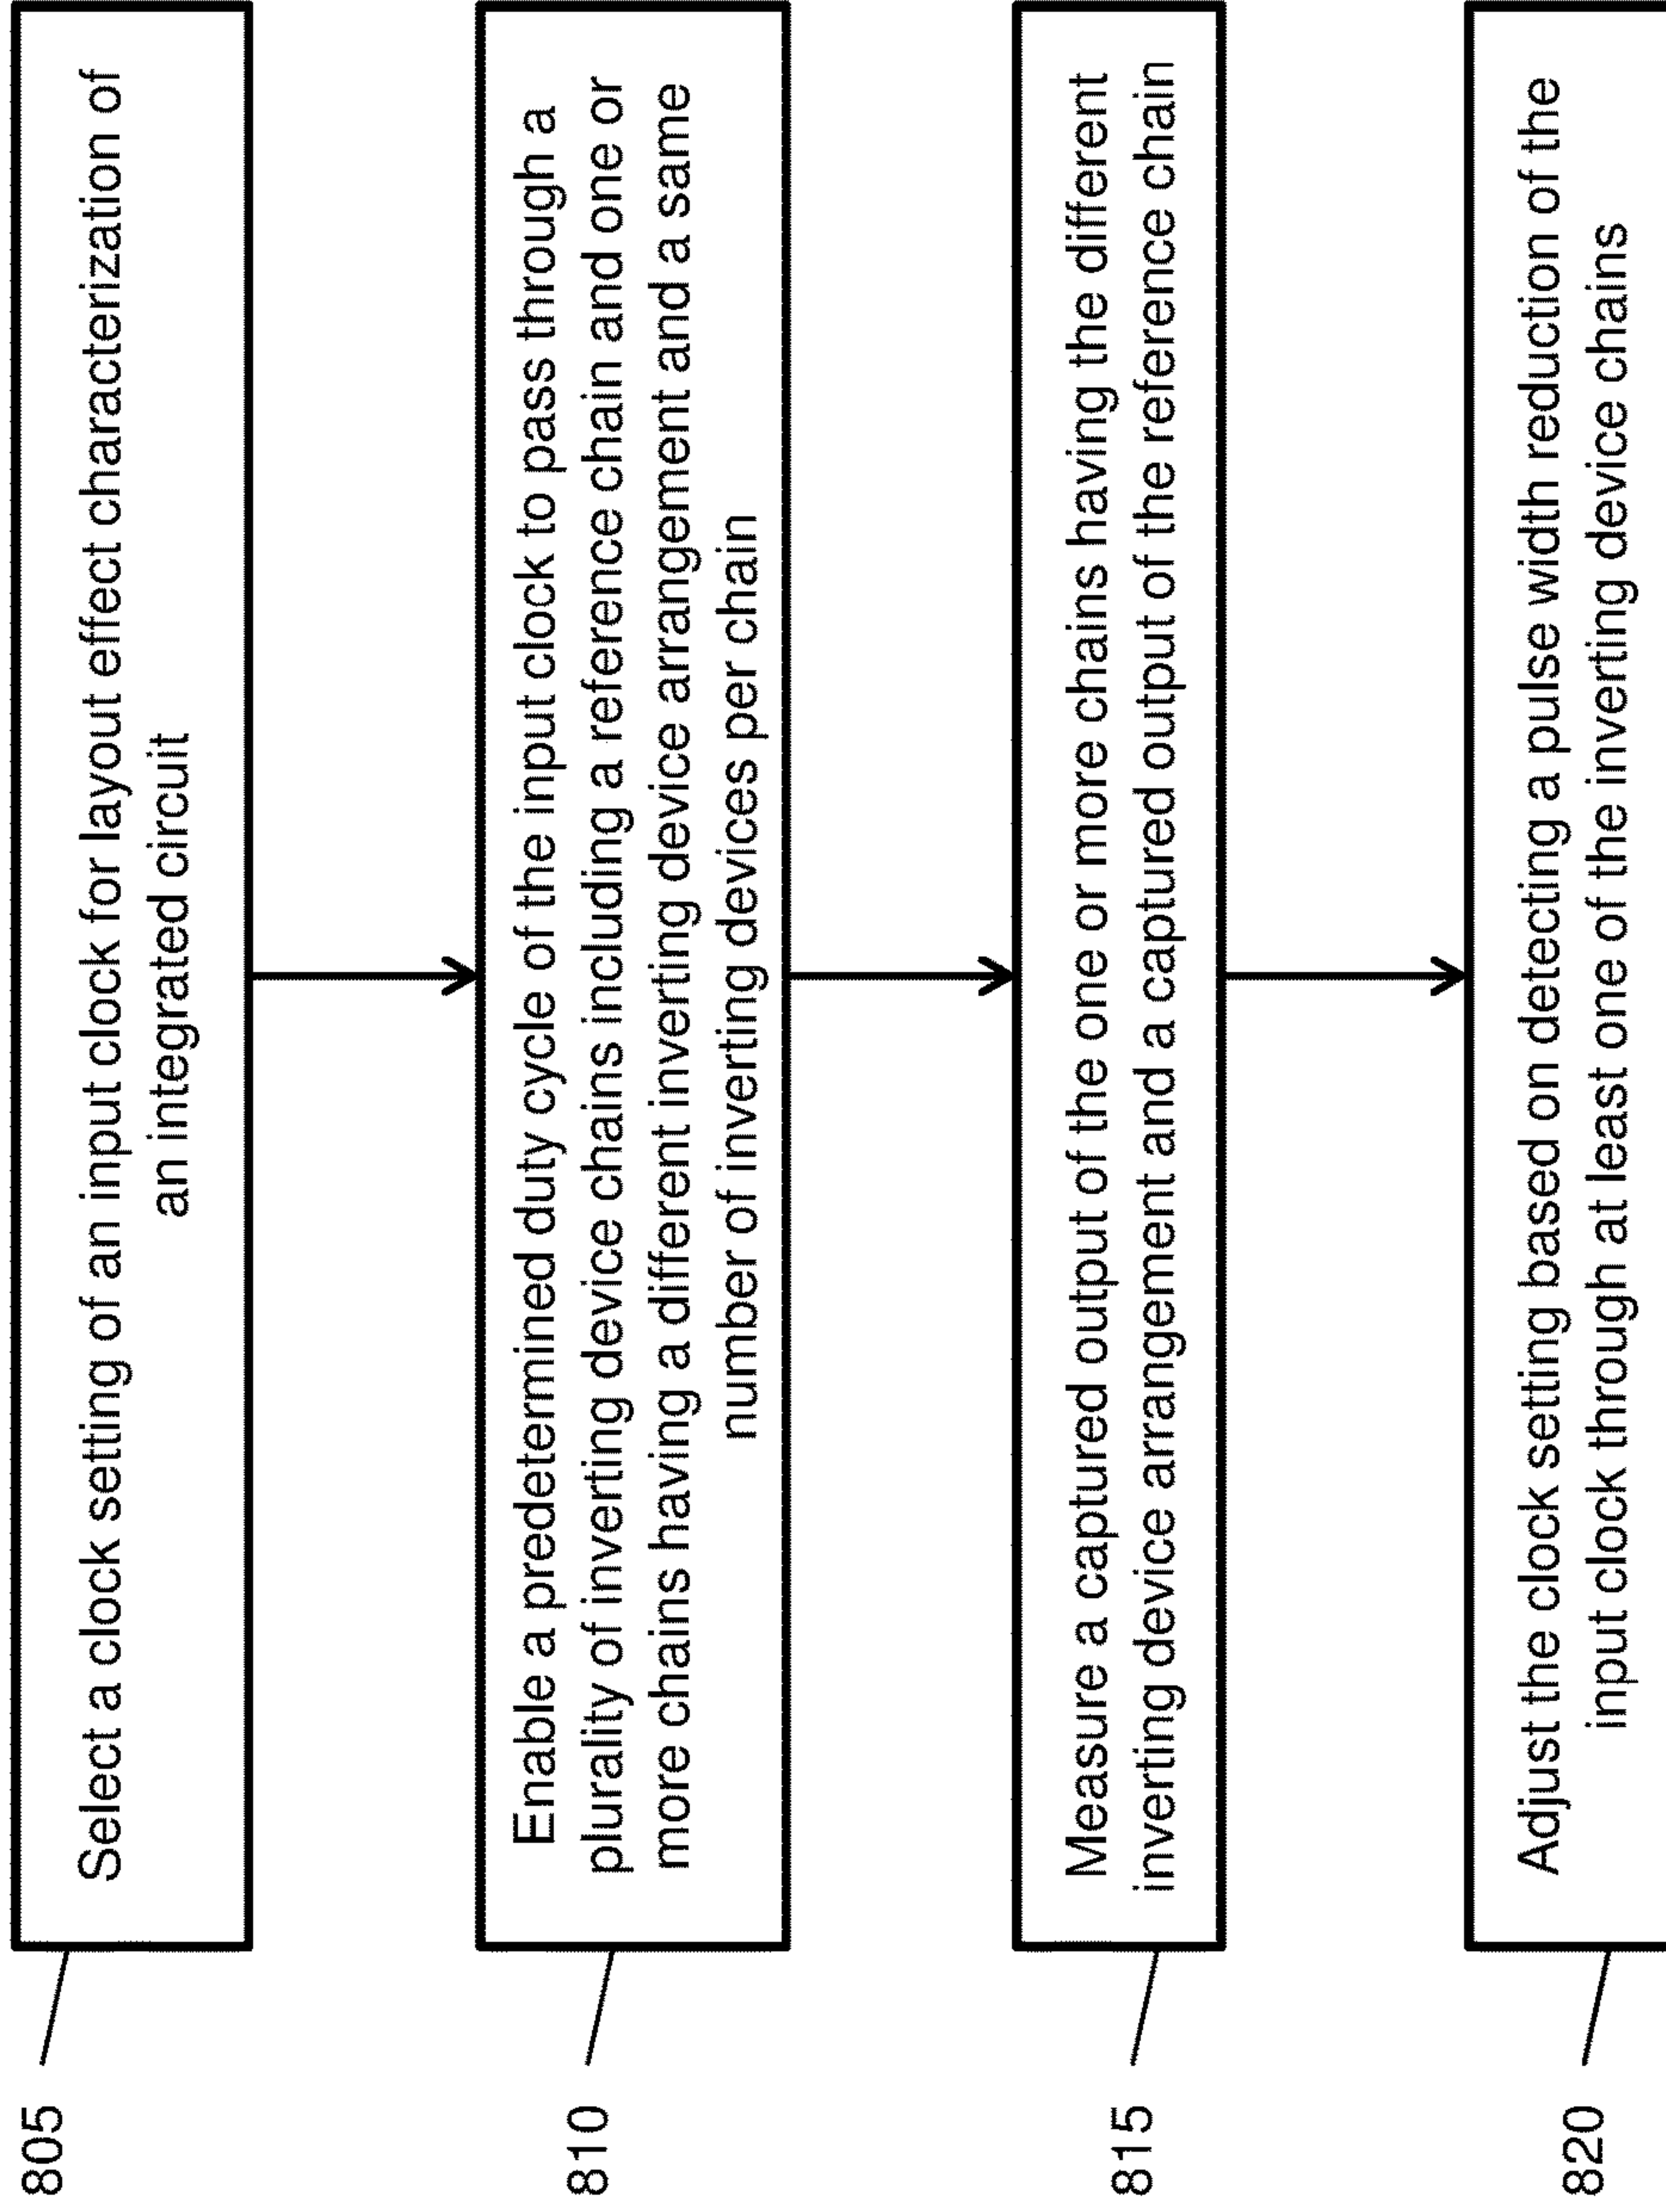 805
Select a clock setting of an input clock for layout effect characterization of
an integrated circuit
810
Enable a predetermined duty cycle of the input clock to pass through a
plurality of inverting device chains including a reference chain and one or
more chains having a different inverting device arrangement and a same
number of inverting devices per chain
815
Measure a captured output of the one or more chains having the different
inverting device arrangement and a captured output of the reference chain
820
Adjust the clock setting based on detecting a pulse width reduction of the
input clock through at least one of the inverting device chains